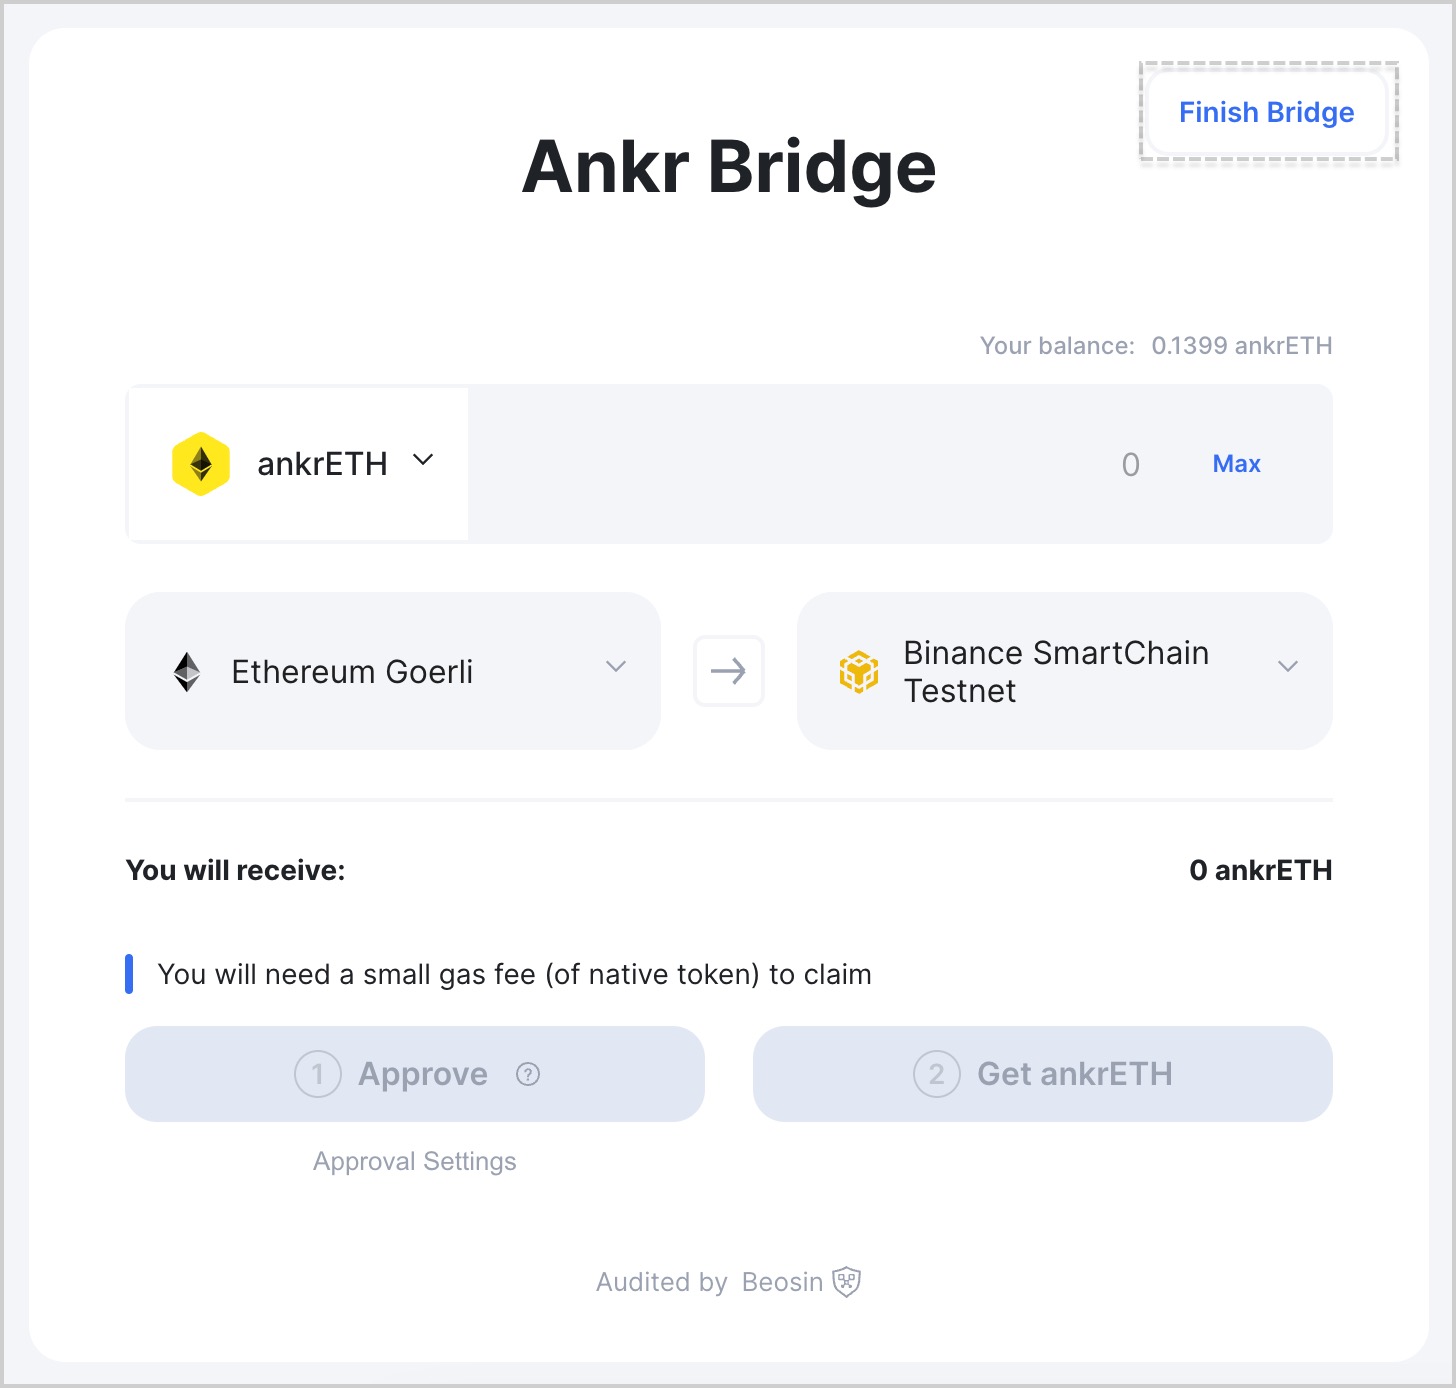 Finish Bridge
Ankr Bridge
Your balance: 0.1399 ankrETH
ankrETH 0 Max
Ethereum Goerli
Binance SmartChain
Testnet
You will receive: 0 ankrETH
You will need a small gas fee (of native token) to claim
1 Approve ?
2 Get ankrETH
Approval Settings
Audited by Beosin